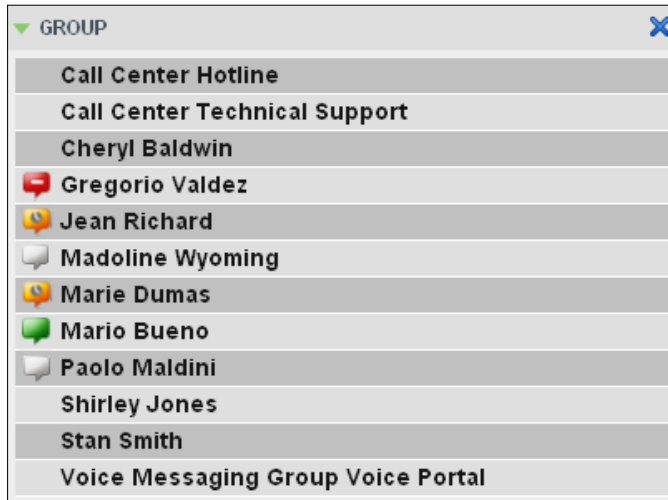 GROUP
Call Center Hotline
Call Center Technical Support
Cheryl Baldwin
Gregorio Valdez
Jean Richard
Madoline Wyoming
Marie Dumas
Mario Bueno
Paolo Maldini
Shirley Jones
Stan Smith
Voice Messaging Group Voice Portal